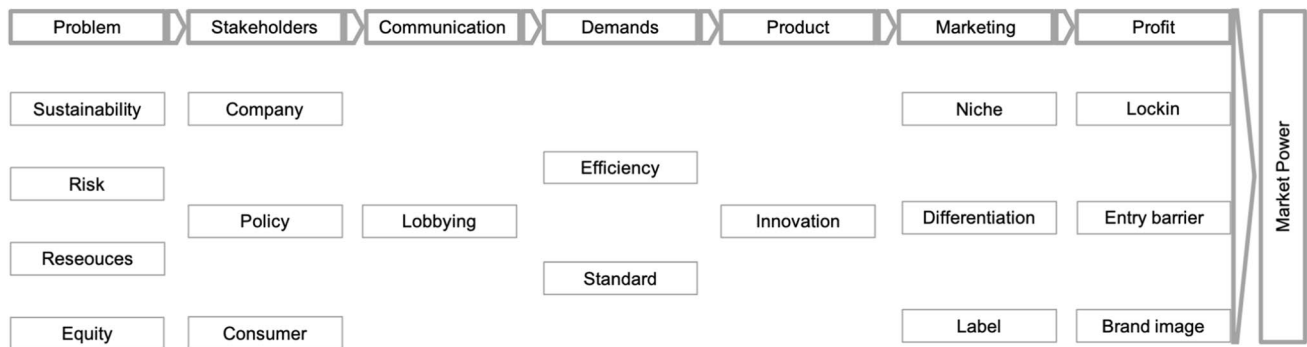 Problem
Stakeholders
Communication
Demands
Product
Marketing
Profit
Sustainability
Company
Niche
Lockin
Efficiency
Risk
Policy
Lobbying
Innovation
Differentiation
Entry barrier
Reseouces
Standard
Equity
Consumer
Label
Brand image
Market Power